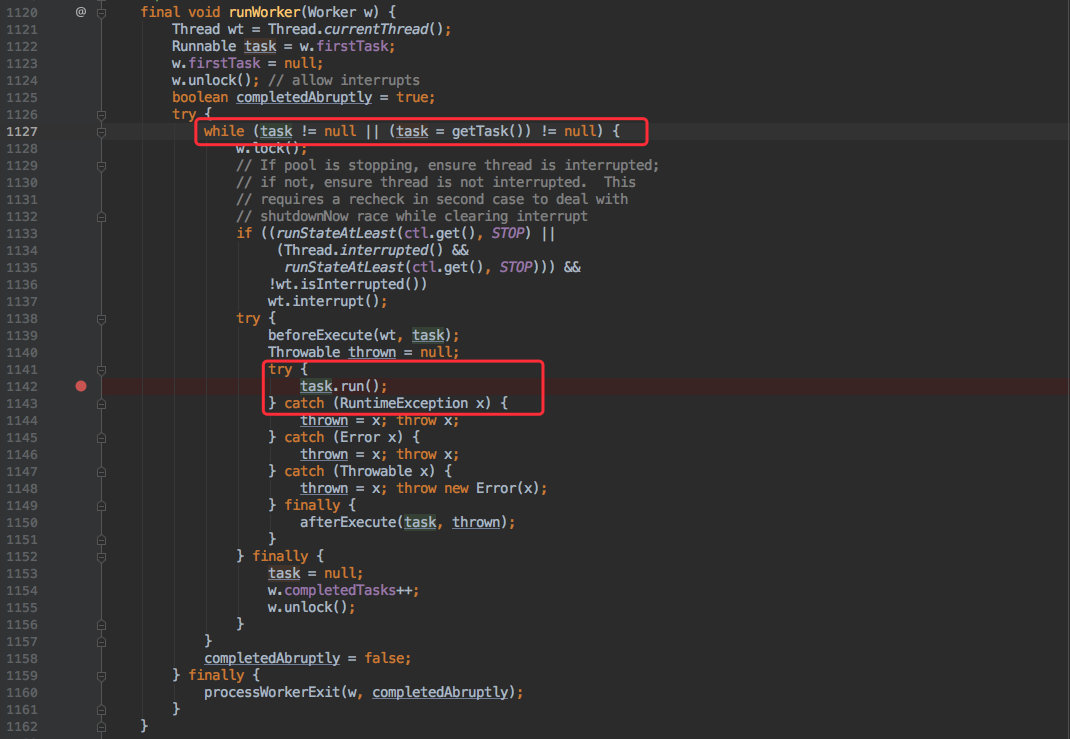 1120 @ final void runWorker(Worker w) {
1121 Thread wt = Thread.currentThread();
1122 Runnable task = w.firstTask;
1123 w.firstTask = null;
1124 w.unlock(); // allow interrupts
1125 boolean completedAbruptly = true;
1126 try {
1127 while (task != null || (task = getTask()) != null) {
1128 w.lock();
1129 // If pool is stopping, ensure thread is interrupted;
1130 // if not, ensure thread is not interrupted.  This
1131 // requires a recheck in second case to deal with
1132 // shutdownNow race while clearing interrupt
1133 if ((runStateAtLeast(ctl.get(), STOP) ||
1134 (Thread.interrupted() &&
1135 runStateAtLeast(ctl.get(), STOP))) &&
1136 !wt.isInterrupted())
1137 wt.interrupt();
1138 try {
1139 beforeExecute(wt, task);
1140 Throwable thrown = null;
1141 try {
1142 task.run();
1143 } catch (RuntimeException x) {
1144 thrown = x; throw x;
1145 } catch (Error x) {
1146 thrown = x; throw x;
1147 } catch (Throwable x) {
1148 thrown = x; throw new Error(x);
1149 } finally {
1150 afterExecute(task, thrown);
1151 }
1152 } finally {
1153 task = null;
1154 w.completedTasks++;
1155 w.unlock();
1156 }
1157 }
1158 completedAbruptly = false;
1159 } finally {
1160 processWorkerExit(w, completedAbruptly);
1161 }
1162 }